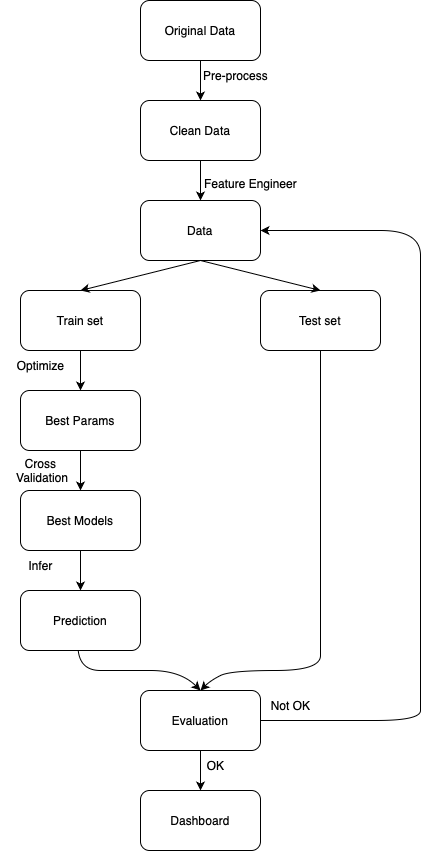 Original Data
Pre-process
Clean Data
Feature Engineer
Data
Train set
Test set
Optimize
Best Params
Cross
Validation
Best Models
Infer
Prediction
Evaluation
Not OK
OK
Dashboard